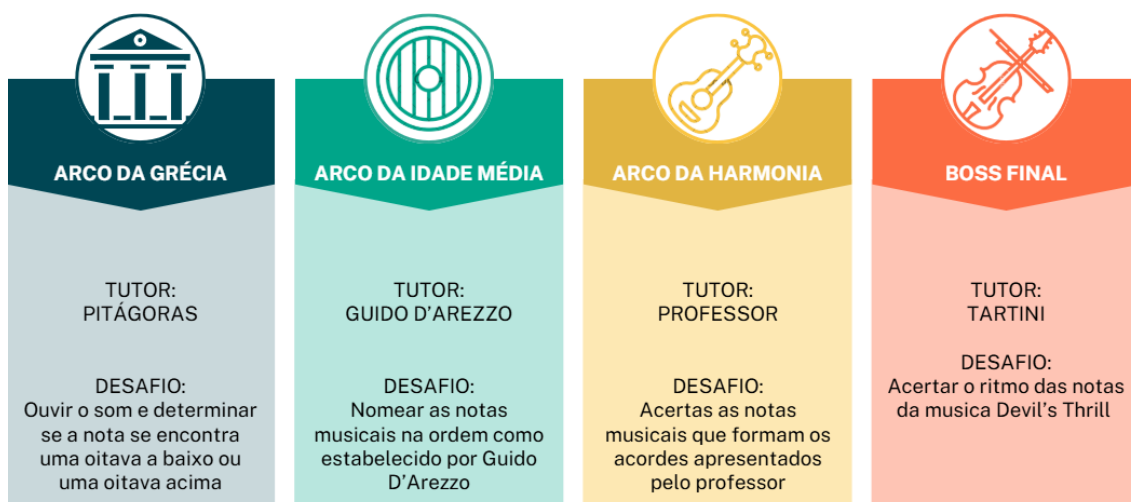 ARCO DA GRÉCIA
TUTOR:
PITÁGORAS
DESAFIO:
Ouvir o som e determinar
se a nota se encontra
uma oitava a baixo ou
uma oitava acima
ARCO DA IDADE MÉDIA
TUTOR:
GUIDO D’AREZZO
DESAFIO:
Nomear as notas
musicais na ordem como
estabelecido por Guido
D’Arezzo
ARCO DA HARMONIA
TUTOR:
PROFESSOR
DESAFIO:
Acertas as notas
musicais que formam os
acordes apresentados
pelo professor
BOSS FINAL
TUTOR:
TARTINI
DESAFIO:
Acertar o ritmo das notas
da musica Devil’s Thrill